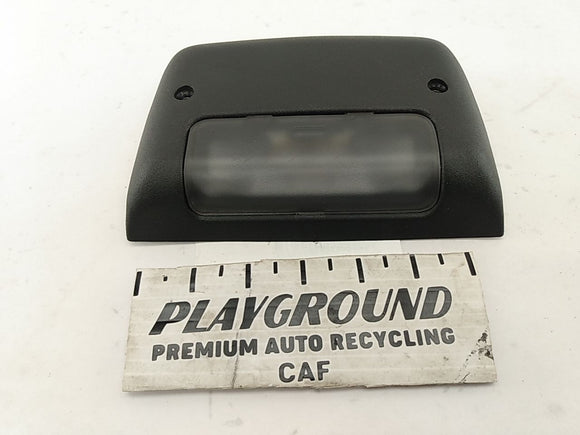 PLAYGROUND
PREMIUM AUTO RECYCLING
CAF